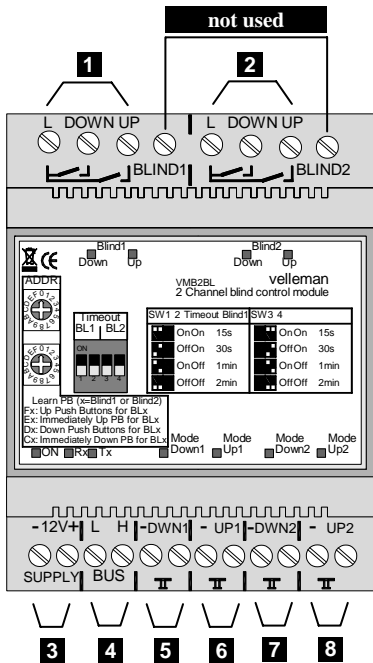 not used
1 2
L DOWN UP L DOWN UP
BLIND1 BLIND2
Blind1 Blind2
Down Up Down Up
ADDR
VMB2BL velleman
2 Channel blind control module
Timeout
BL1 BL2
ON
1 2 3 4
SW1 2 Timeout Blind1 SW3 4
OnOn 15s OnOn 15s
OffOn 30s OffOn 30s
OnOff 1min OnOff 1min
OffOff 2min OffOff 2min
Learn PB (x=Blind1 or Blind2)
Fx: Up Push Buttons for BLx
Ex: Immediately Up PB for BLx
Dx: Down Push Buttons for BLx
Cx: Immediately Down PB for BLx
ON Rx Tx
Mode Down1 Mode Up1 Mode Down2 Mode Up2
- 12V+ L H -DWN1 - UP1 -DWN2 - UP2
SUPPLY BUS
3 4 5 6 7 8